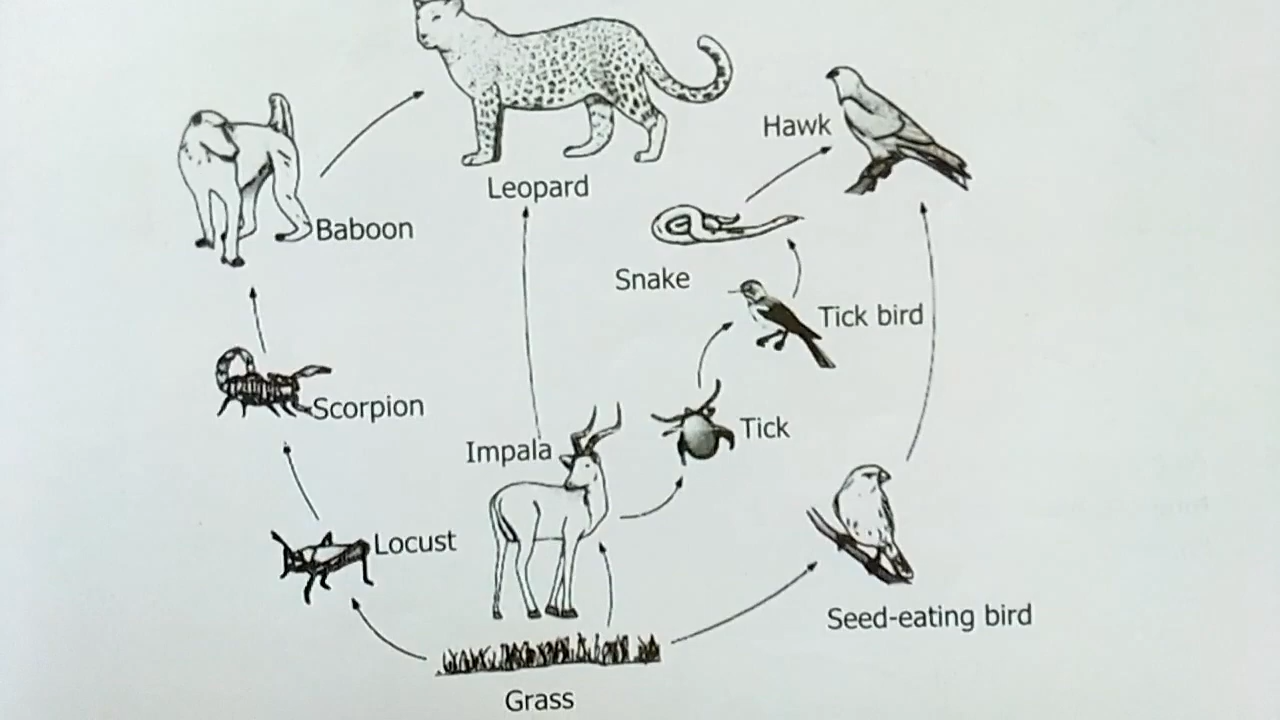 Hawk
Leopard
Baboon
Snake
Tick bird
Scorpion
Tick
Impala
Locust
Seed-eating bird
Grass